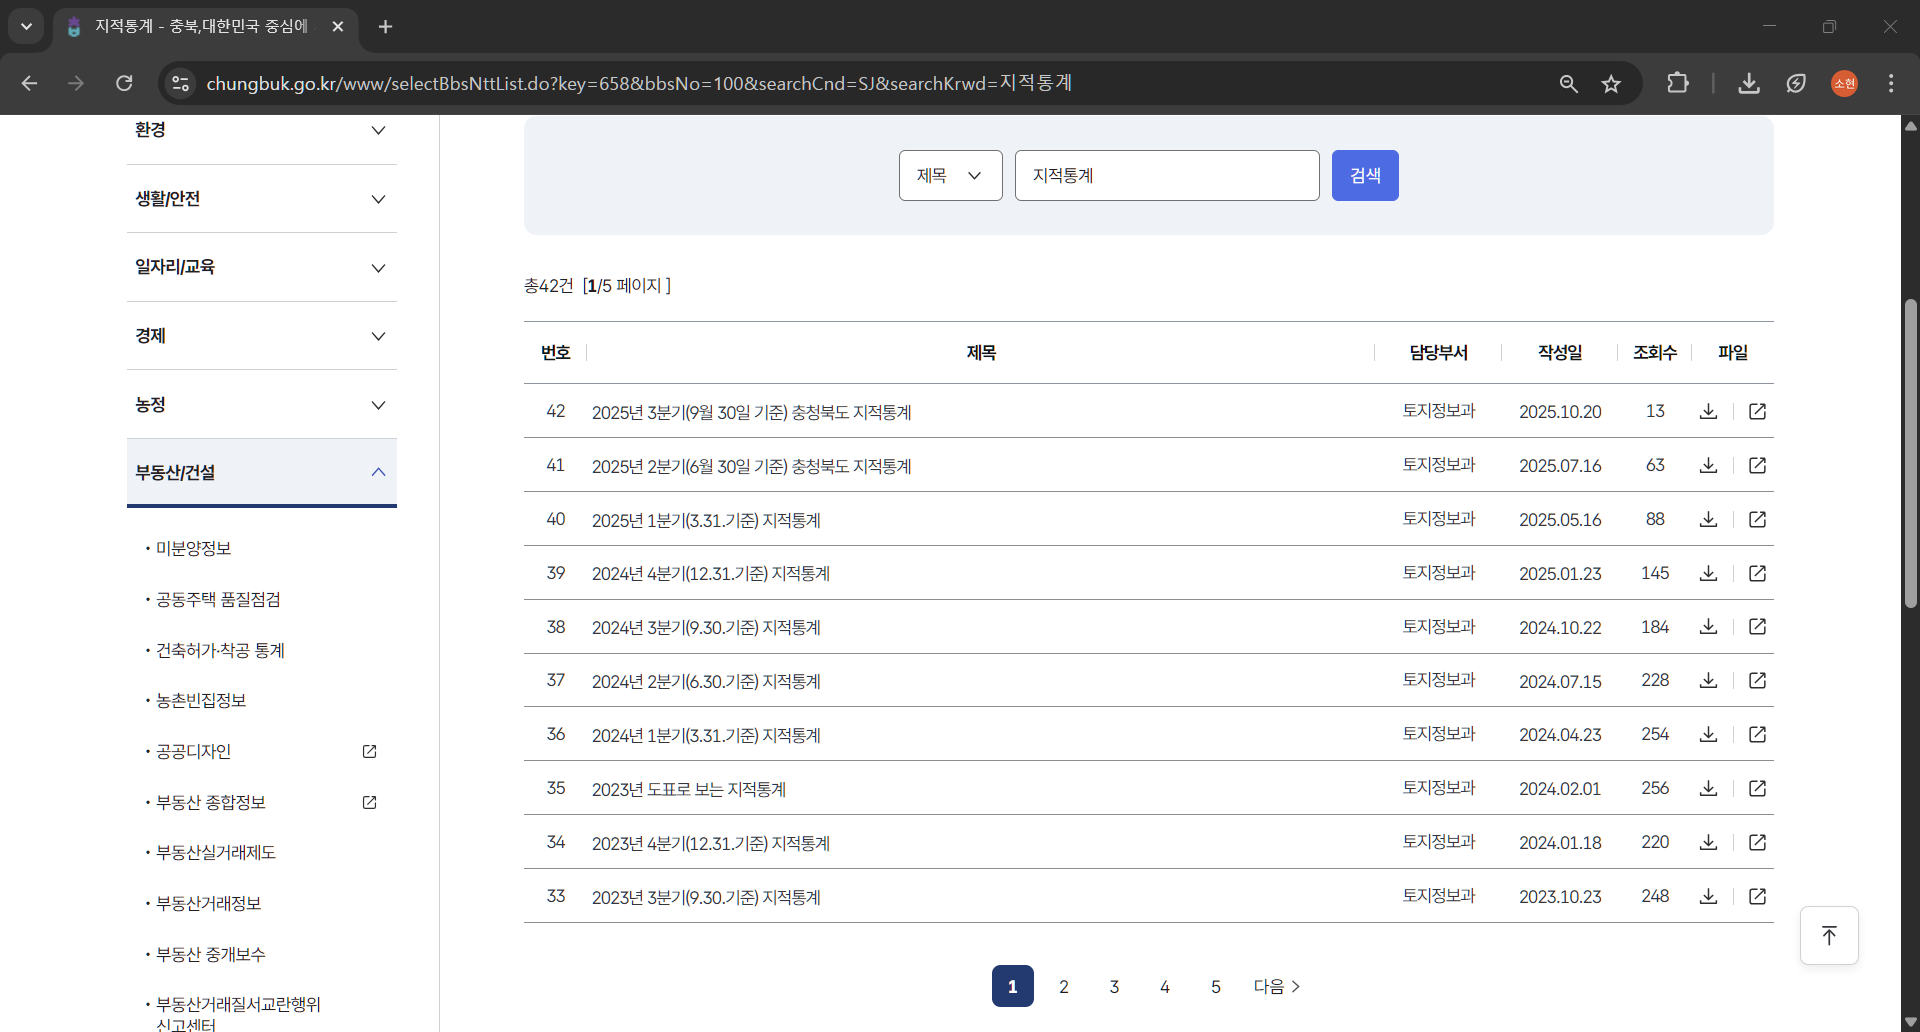 지적통계 - 충북,대한민국 중심에
chungbuk.go.kr/www/selectBbsNttList.do?key=658&bbsNo=100&searchCnd=SJ&searchKrwd=지적통계
소현
환경
생활/안전
일자리/교육
경제
농정
부동산/건설
· 미분양정보
· 공동주택 품질점검
· 건축허가·착공 통계
· 농촌빈집정보
· 공공디자인
· 부동산 종합정보
· 부동산실거래제도
· 부동산거래정보
· 부동산 중개보수
· 부동산거래질서교란행위
신고센터
제목 지적통계 검색
총42건 [1/5 페이지 ]
번호 제목 담당부서 작성일 조회수 파일
42 2025년 3분기(9월 30일 기준) 충청북도 지적통계 토지정보과 2025.10.20 13
41 2025년 2분기(6월 30일 기준) 충청북도 지적통계 토지정보과 2025.07.16 63
40 2025년 1분기(3.31.기준) 지적통계 토지정보과 2025.05.16 88
39 2024년 4분기(12.31.기준) 지적통계 토지정보과 2025.01.23 145
38 2024년 3분기(9.30.기준) 지적통계 토지정보과 2024.10.22 184
37 2024년 2분기(6.30.기준) 지적통계 토지정보과 2024.07.15 228
36 2024년 1분기(3.31.기준) 지적통계 토지정보과 2024.04.23 254
35 2023년 도표로 보는 지적통계 토지정보과 2024.02.01 256
34 2023년 4분기(12.31.기준) 지적통계 토지정보과 2024.01.18 220
33 2023년 3분기(9.30.기준) 지적통계 토지정보과 2023.10.23 248
1 2 3 4 5 다음